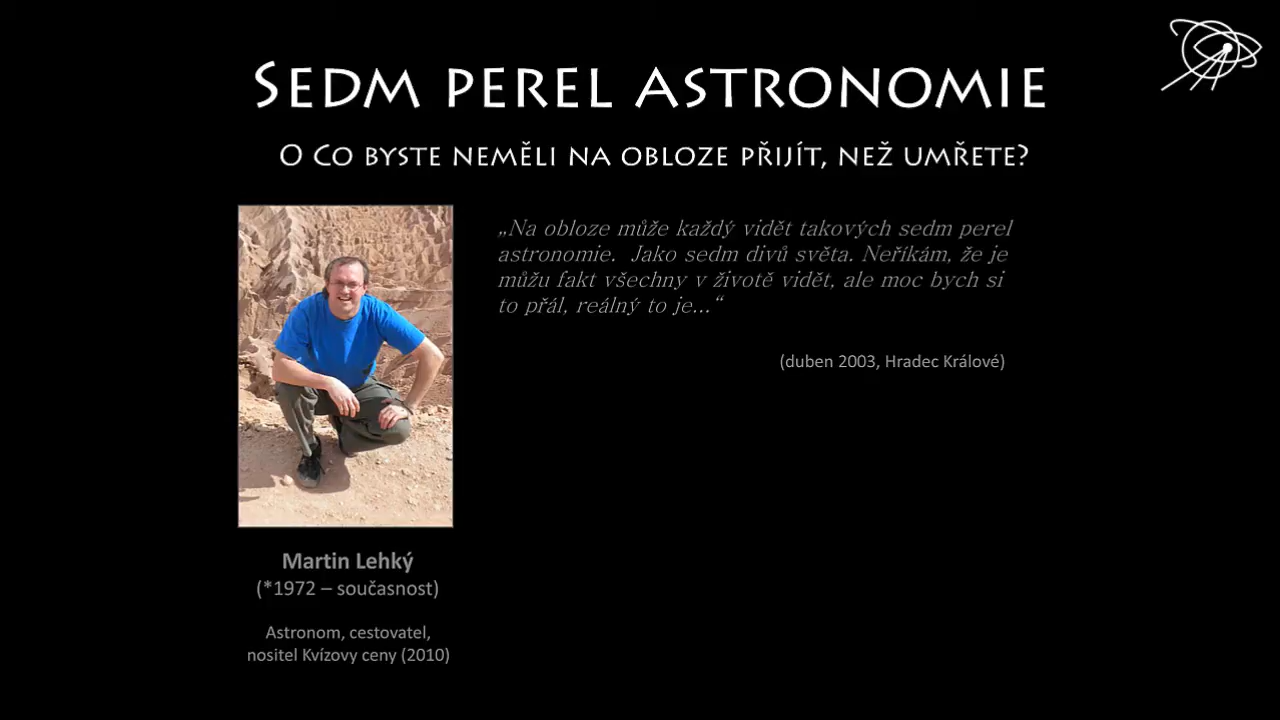 SEDM PEREL ASTRONOMIE
O CO BYSTE NEMĚLI NA OBLOZE PŘIJÍT, NEŽ UMŘETE?
„Na obloze může každý vidět takových sedm perel
astronomie. Jako sedm divů světa. Neříkám, že je
můžu fakt všechny v životě vidět, ale moc bych si
to přál, reálný to je...“
(duben 2003, Hradec Králové)
Martin Lehký
(*1972 – současnost)
Astronom, cestovatel,
nositel Kvízovy ceny (2010)